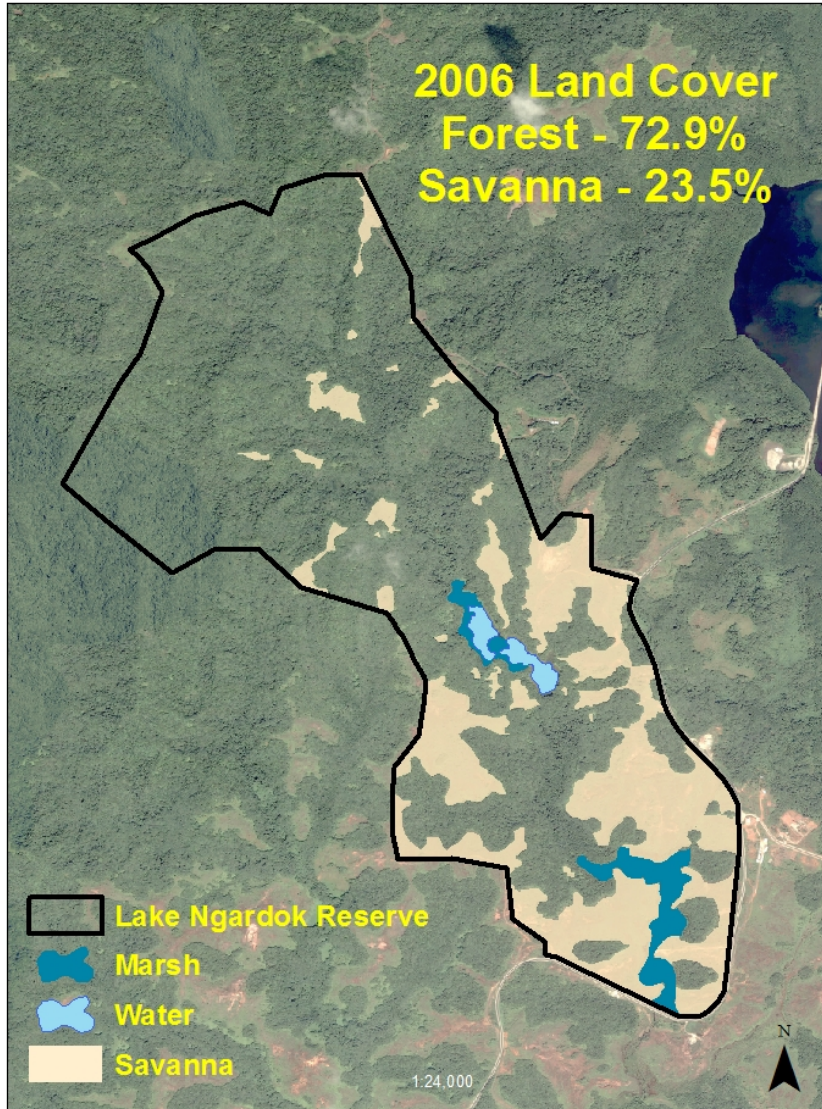 2006 Land Cover
Forest - 72.9%
Savanna - 23.5%
Lake Ngardok Reserve
Marsh
Water
Savanna
1:24,000
N